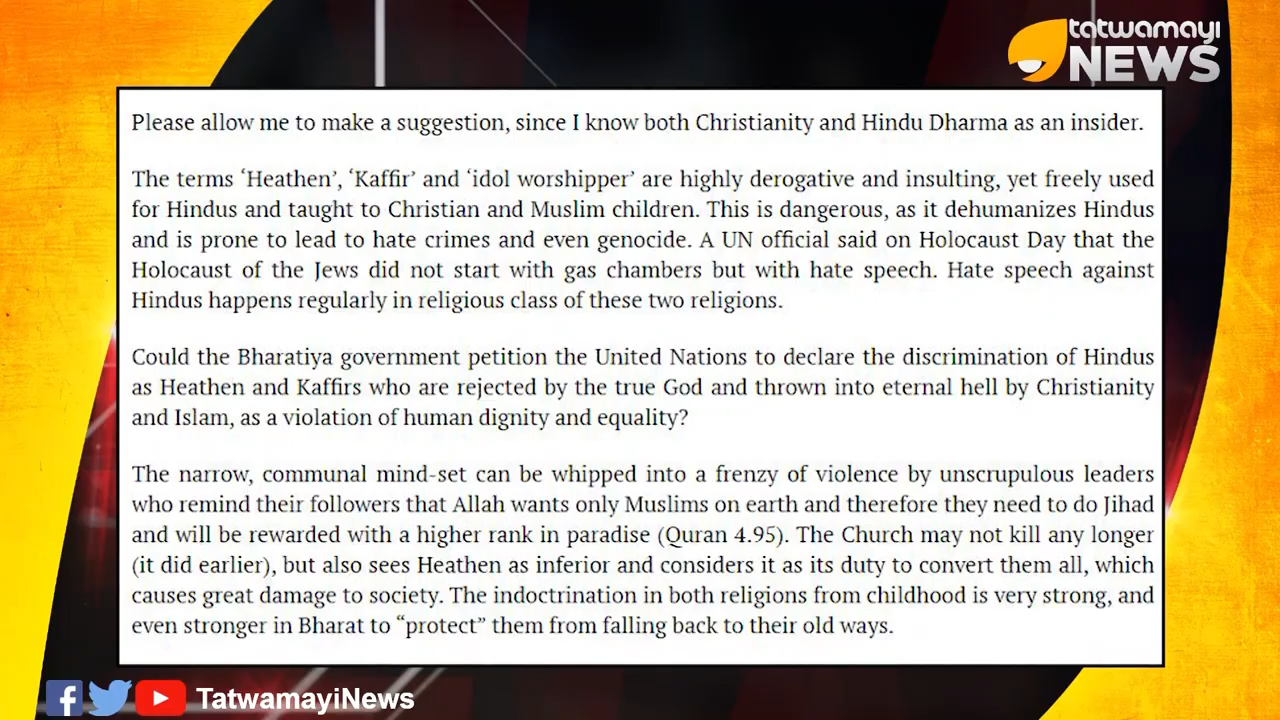 tatwamayi
NEWS
Please allow me to make a suggestion, since I know both Christianity and Hindu Dharma as an insider.
The terms ‘Heathen’, ‘Kaffir’ and ‘idol worshipper’ are highly derogative and insulting, yet freely used
for Hindus and taught to Christian and Muslim children. This is dangerous, as it dehumanizes Hindus
and is prone to lead to hate crimes and even genocide. A UN official said on Holocaust Day that the
Holocaust of the Jews did not start with gas chambers but with hate speech. Hate speech against
Hindus happens regularly in religious class of these two religions.
Could the Bharatiya government petition the United Nations to declare the discrimination of Hindus
as Heathen and Kaffirs who are rejected by the true God and thrown into eternal hell by Christianity
and Islam, as a violation of human dignity and equality?
The narrow, communal mind-set can be whipped into a frenzy of violence by unscrupulous leaders
who remind their followers that Allah wants only Muslims on earth and therefore they need to do Jihad
and will be rewarded with a higher rank in paradise (Quran 4.95). The Church may not kill any longer
(it did earlier), but also sees Heathen as inferior and considers it as its duty to convert them all, which
causes great damage to society. The indoctrination in both religions from childhood is very strong, and
even stronger in Bharat to “protect” them from falling back to their old ways.
TatwamayiNews